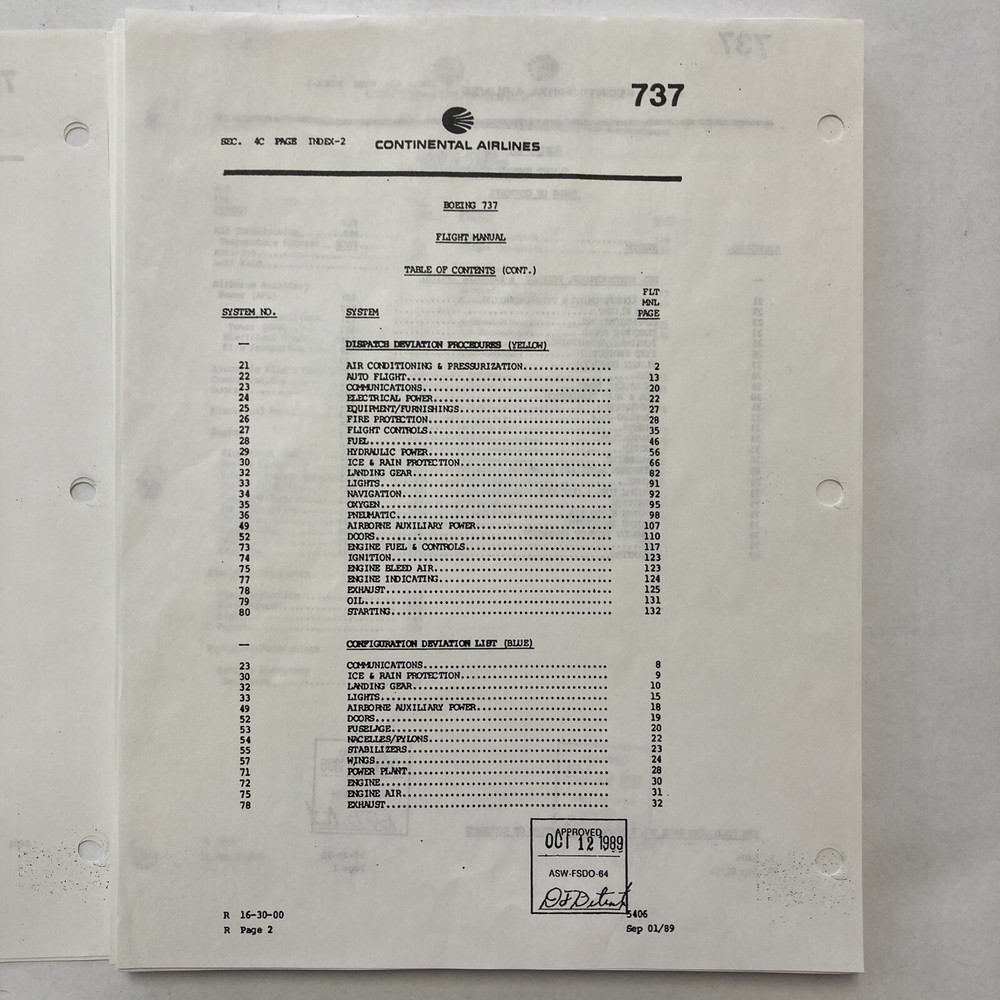 737
SEC. 4C PAGE INDEX-2
CONTINENTAL AIRLINES
BOEING 737
FLIGHT MANUAL
TABLE OF CONTENTS (CONT.)
FLT
MNL
SYSTEM NO. SYSTEM PAGE
— DISPATCH DEVIATION PROCEDURES (YELLOW)
21 AIR CONDITIONING & PRESSURIZATION................ 2
22 AUTO FLIGHT...................................... 13
23 COMMUNICATIONS................................... 20
24 ELECTRICAL POWER................................. 22
25 EQUIPMENT/FURNISHINGS............................ 27
26 FIRE PROTECTION.................................. 28
27 FLIGHT CONTROLS.................................. 35
28 FUEL............................................. 46
29 HYDRAULIC POWER.................................. 56
30 ICE & RAIN PROTECTION............................ 66
32 LANDING GEAR..................................... 82
33 LIGHTS........................................... 91
34 NAVIGATION....................................... 92
35 OXYGEN........................................... 95
36 PNEUMATIC........................................ 98
49 AIRBORNE AUXILIARY POWER......................... 107
52 DOORS............................................ 110
73 ENGINE FUEL & CONTROLS........................... 117
74 IGNITION......................................... 123
75 ENGINE BLEED AIR................................. 123
77 ENGINE INDICATING................................ 124
78 EXHAUST.......................................... 125
79 OIL.............................................. 131
80 STARTING......................................... 132
— CONFIGURATION DEVIATION LIST (BLUE)
23 COMMUNICATIONS................................... 8
30 ICE & RAIN PROTECTION............................ 9
32 LANDING GEAR..................................... 10
33 LIGHTS........................................... 15
49 AIRBORNE AUXILIARY POWER......................... 18
52 DOORS............................................ 19
53 FUSELAGE......................................... 20
54 NACELLES/PYLONS.................................. 22
55 STABILIZERS...................................... 23
57 WINGS............................................ 24
71 POWER PLANT...................................... 28
72 ENGINE........................................... 30
75 ENGINE AIR....................................... 31
78 EXHAUST.......................................... 32
APPROVED
OCT 12 1989
ASW-FSDO-64
R 16-30-00 5406
R Page 2 Sep 01/89